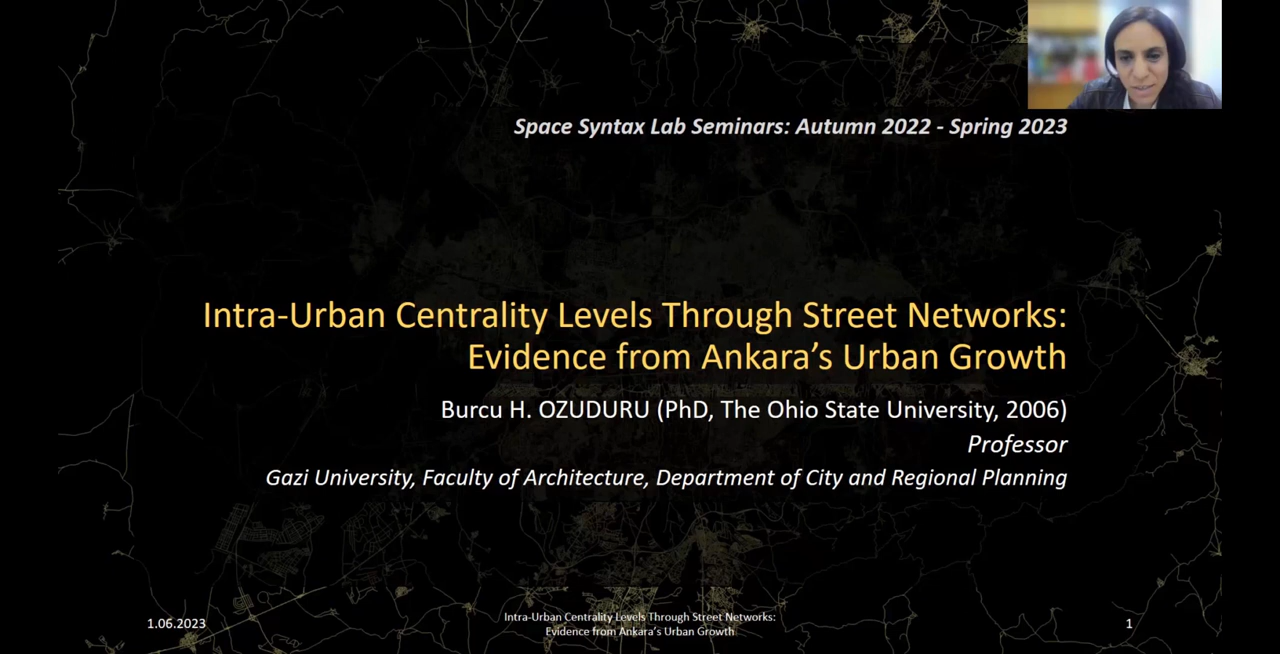 Space Syntax Lab Seminars: Autumn 2022 - Spring 2023
Intra-Urban Centrality Levels Through Street Networks:
Evidence from Ankara's Urban Growth
Burcu H. OZUDURU (PhD, The Ohio State University, 2006)
Professor
Gazi University, Faculty of Architecture, Department of City and Regional Planning
1.06.2023
Intra-Urban Centrality Levels Through Street Networks:
Evidence from Ankara's Urban Growth
1